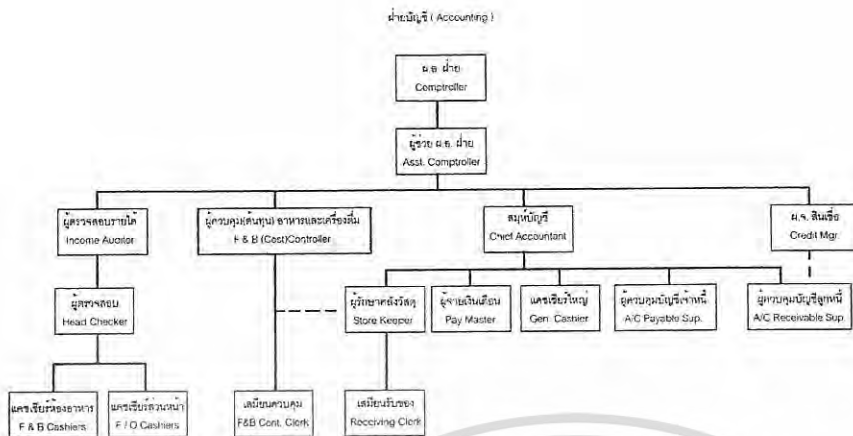 ฝ่ายบัญชี ( Accounting )
ผ.อ. ฝ่าย
Comptroller
ผู้ช่วย ผ.อ. ฝ่าย
Asst. Comptroller
ผู้ตรวจสอบรายได้
Income Auditor
ผู้ควบคุม(ต้นทุน) อาหารและเครื่องดื่ม
F & B (Cost)Controller
สมุห์บัญชี
Chief Accountant
ผ.จ. สินเชื่อ
Credit Mgr.
ผู้ตรวจสอบ
Head Checker
ผู้รักษาคลังวัสดุ
Store Keeper
ผู้จ่ายเงินเดือน
Pay Master
แคชเชียร์ใหญ่
Gen. Cashier
ผู้ควบคุมบัญชีเจ้าหนี้
A/C Payable Sup.
ผู้ควบคุมบัญชีลูกหนี้
A/C Receivable Sup.
แคชเชียร์ห้องอาหาร
F & B Cashiers
แคชเชียร์ส่วนหน้า
F / O Cashiers
เสมียนควบคุม
F&B Cont. Clerk
เสมียนรับของ
Receiving Clerk